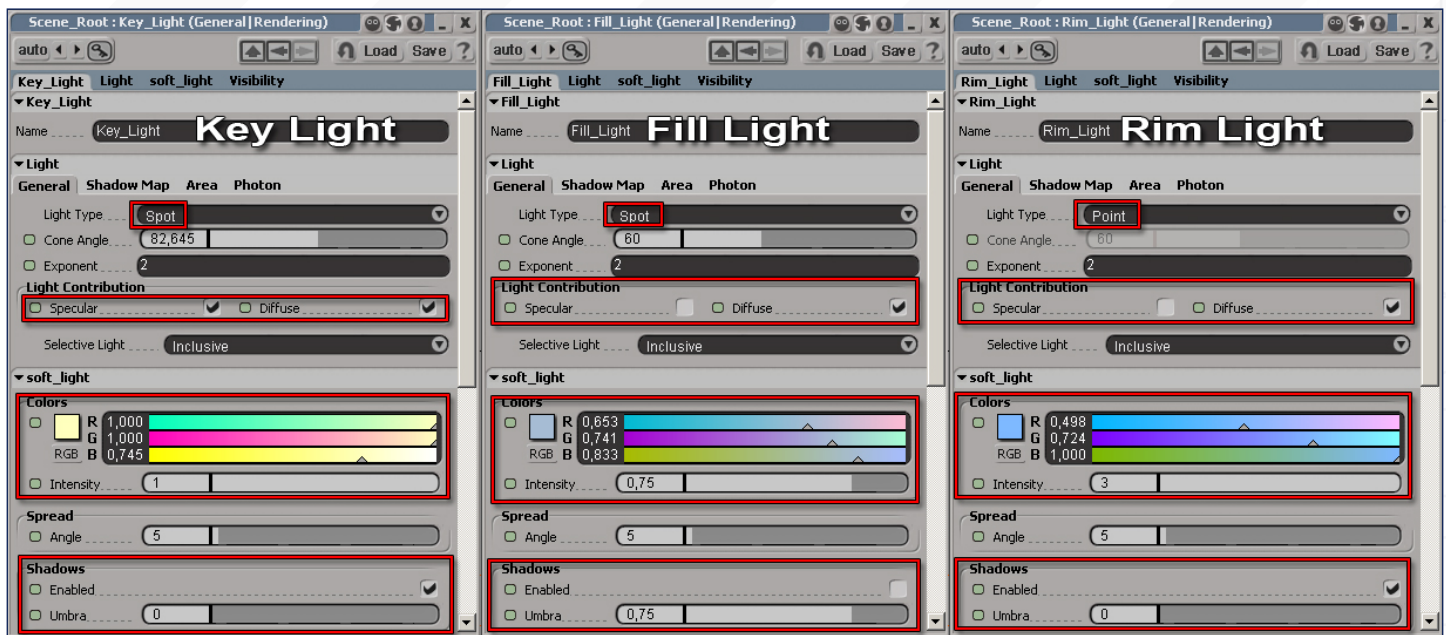 Scene_Root : Key_Light (General|Rendering)
auto Load Save ?
Key_Light Light soft_light Visibility
Key_Light
Name Key_Light
Key Light
Light
General Shadow Map Area Photon
Light Type Spot
Cone Angle 82,645
Exponent 2
Light Contribution
Specular Diffuse
Selective Light Inclusive
soft_light
Colors
R 1,000
G 1,000
RGB B 0,745
Intensity 1
Spread
Angle 5
Shadows
Enabled
Umbra 0
Scene_Root : Fill_Light (General|Rendering)
auto Load Save ?
Fill_Light Light soft_light Visibility
Fill_Light
Name Fill_Light
Fill Light
Light
General Shadow Map Area Photon
Light Type Spot
Cone Angle 60
Exponent 2
Light Contribution
Specular Diffuse
Selective Light Inclusive
soft_light
Colors
R 0,653
G 0,741
RGB B 0,833
Intensity 0,75
Spread
Angle 5
Shadows
Enabled
Umbra 0,75
Scene_Root : Rim_Light (General|Rendering)
auto Load Save ?
Rim_Light Light soft_light Visibility
Rim_Light
Name Rim_Light
Rim Light
Light
General Shadow Map Area Photon
Light Type Point
Cone Angle 60
Exponent 2
Light Contribution
Specular Diffuse
Selective Light Inclusive
soft_light
Colors
R 0,498
G 0,724
RGB B 1,000
Intensity 3
Spread
Angle 5
Shadows
Enabled
Umbra 0